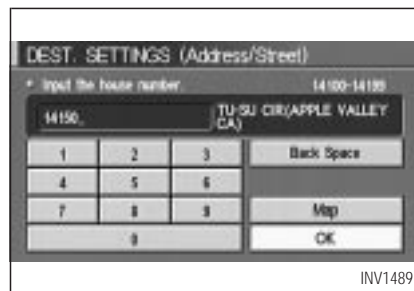 DEST. SETTINGS (Address/Street)
* Input the house number. 14100-14199
14150_ TU-SU CIR(APPLE VALLEY
CA)
1 2 3 Back Space
4 5 6
7 8 9 Map
0 OK
INV1489